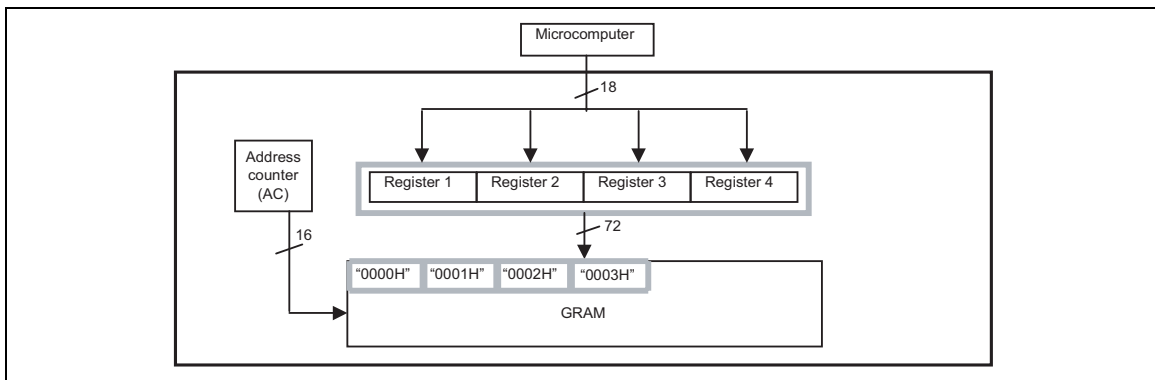 Microcomputer
18
Address
counter
(AC)
Register 1
Register 2
Register 3
Register 4
16
72
“0000H”
“0001H”
“0002H”
“0003H”
GRAM